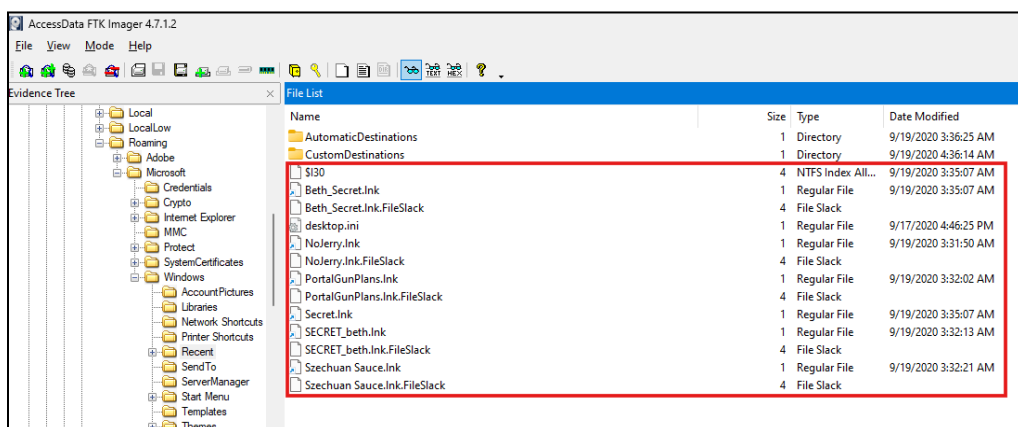 AccessData FTK Imager 4.7.1.2
File View Mode Help
Evidence Tree
Local
LocalLow
Roaming
Adobe
Microsoft
Credentials
Crypto
Internet Explorer
MMC
Protect
SystemCertificates
Windows
AccountPictures
Libraries
Network Shortcuts
Printer Shortcuts
Recent
SendTo
ServerManager
Start Menu
Templates
Themes
File List
Name Size Type Date Modified
AutomaticDestinations 1 Directory 9/19/2020 3:36:25 AM
CustomDestinations 1 Directory 9/19/2020 4:36:14 AM
$I30 4 NTFS Index All... 9/19/2020 3:35:07 AM
Beth_Secret.lnk 1 Regular File 9/19/2020 3:35:07 AM
Beth_Secret.lnk.FileSlack 4 File Slack
desktop.ini 1 Regular File 9/17/2020 4:46:25 PM
NoJerry.lnk 1 Regular File 9/19/2020 3:31:50 AM
NoJerry.lnk.FileSlack 4 File Slack
PortalGunPlans.lnk 1 Regular File 9/19/2020 3:32:02 AM
PortalGunPlans.lnk.FileSlack 4 File Slack
Secret.lnk 1 Regular File 9/19/2020 3:35:07 AM
SECRET_beth.lnk 1 Regular File 9/19/2020 3:32:13 AM
SECRET_beth.lnk.FileSlack 4 File Slack
Szechuan Sauce.lnk 1 Regular File 9/19/2020 3:32:21 AM
Szechuan Sauce.lnk.FileSlack 4 File Slack